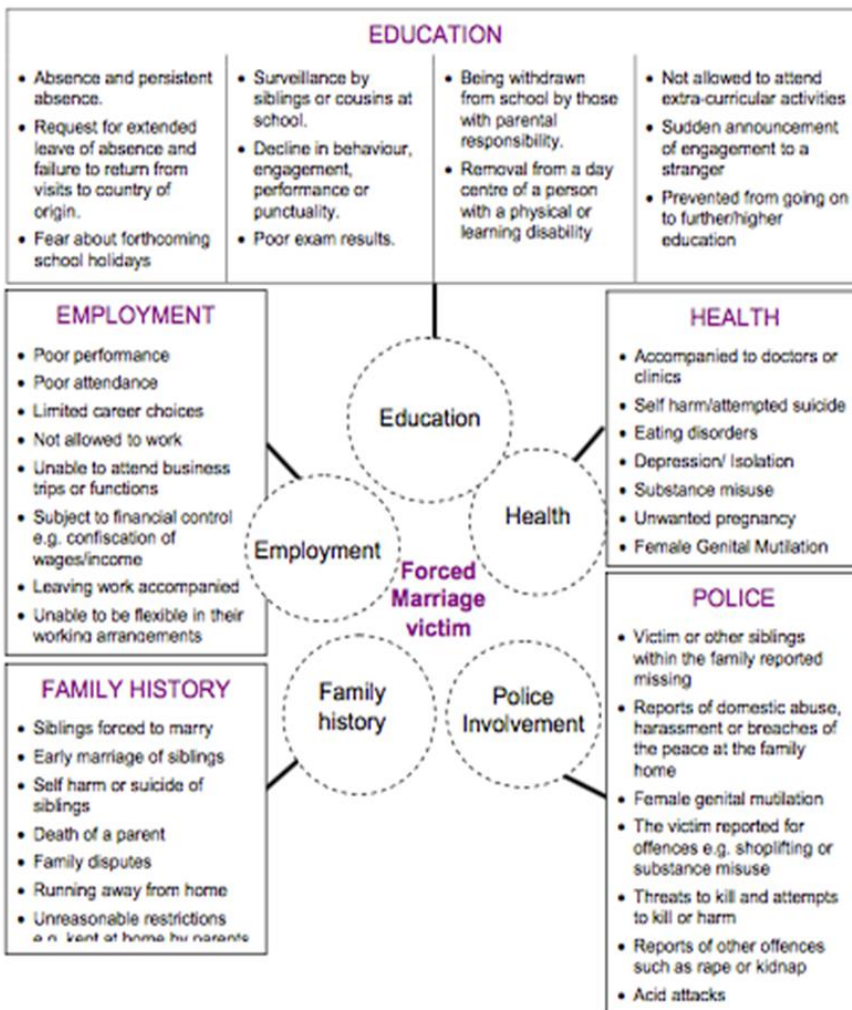 EDUCATION
• Absence and persistent
absence.
• Request for extended
leave of absence and
failure to return from
visits to country of
origin.
• Fear about forthcoming
school holidays
• Surveillance by
siblings or cousins at
school.
• Decline in behaviour,
engagement,
performance or
punctuality.
• Poor exam results.
• Being withdrawn
from school by those
with parental
responsibility.
• Removal from a day
centre of a person
with a physical or
learning disability
• Not allowed to attend
extra-curricular activities
• Sudden announcement
of engagement to a
stranger
• Prevented from going on
to further/higher
education
EMPLOYMENT
• Poor performance
• Poor attendance
• Limited career choices
• Not allowed to work
• Unable to attend business
trips or functions
• Subject to financial control
e.g. confiscation of
wages/income
• Leaving work accompanied
• Unable to be flexible in their
working arrangements
HEALTH
• Accompanied to doctors or
clinics
• Self harm/attempted suicide
• Eating disorders
• Depression/ Isolation
• Substance misuse
• Unwanted pregnancy
• Female Genital Mutilation
Education
Health
Employment
Forced
Marriage
victim
Family
history
Police
Involvement
FAMILY HISTORY
• Siblings forced to marry
• Early marriage of siblings
• Self harm or suicide of
siblings
• Death of a parent
• Family disputes
• Running away from home
• Unreasonable restrictions
e.g. kept at home by parents
POLICE
• Victim or other siblings
within the family reported
missing
• Reports of domestic abuse,
harassment or breaches of
the peace at the family
home
• Female genital mutilation
• The victim reported for
offences e.g. shoplifting or
substance misuse
• Threats to kill and attempts
to kill or harm
• Reports of other offences
such as rape or kidnap
• Acid attacks